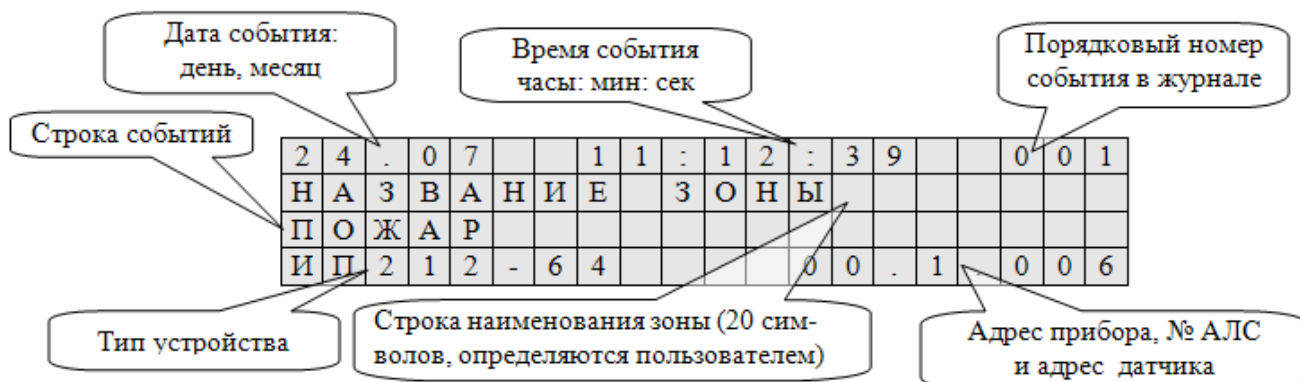 Дата события:
день, месяц
Время события
часы: мин: сек
Порядковый номер
события в журнале
Строка событий
24.07 11:12:39 001
НАЗВАНИЕ ЗОНЫ
ПОЖАР
ИП212-64 00.1.006
Тип устройства
Строка наименования зоны (20 сим-
волов, определяются пользователем)
Адрес прибора, № АЛС
и адрес датчика